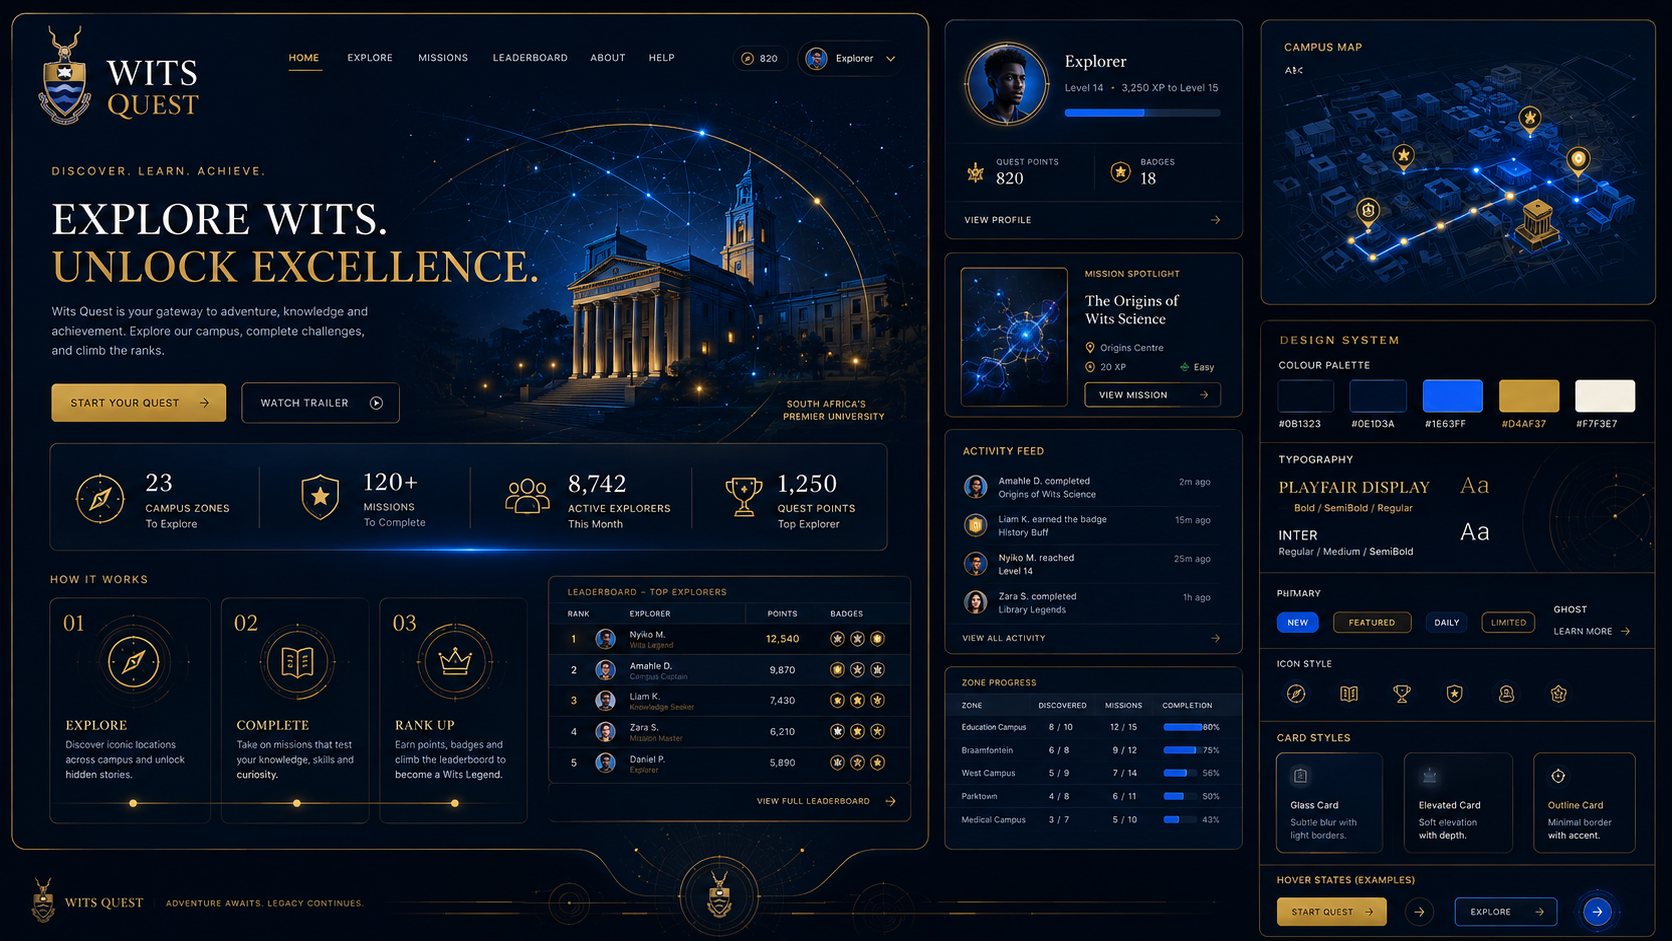 WITS
QUEST
HOME
EXPLORE
MISSIONS
LEADERBOARD
ABOUT
HELP
820
Explorer
DISCOVER. LEARN. ACHIEVE.
EXPLORE WITS.
UNLOCK EXCELLENCE.
Wits Quest is your gateway to adventure, knowledge and
achievement. Explore our campus, complete challenges,
and climb the ranks.
START YOUR QUEST
WATCH TRAILER
SOUTH AFRICA'S
PREMIER UNIVERSITY
23
CAMPUS ZONES
To Explore
120+
MISSIONS
To Complete
8,742
ACTIVE EXPLORERS
This Month
1,250
QUEST POINTS
Top Explorer
HOW IT WORKS
01
EXPLORE
Discover iconic locations
across campus and unlock
hidden stories.
02
COMPLETE
Take on missions that test
your knowledge, skills and
curiosity.
03
RANK UP
Earn points, badges and
climb the leaderboard to
become a Wits Legend.
LEADERBOARD – TOP EXPLORERS
RANK EXPLORER POINTS BADGES
1 Nyiko M. 12,540
Wits Legend
2 Amahle D. 9,870
Campus Captain
3 Liam K. 7,430
Knowledge Seeker
4 Zara S. 6,210
Mission Master
5 Daniel P. 5,890
Explorer
VIEW FULL LEADERBOARD
WITS QUEST
ADVENTURE AWAITS. LEGACY CONTINUES.
Explorer
Level 14 • 3,250 XP to Level 15
QUEST POINTS
820
BADGES
18
VIEW PROFILE
MISSION SPOTLIGHT
The Origins of
Wits Science
Origins Centre
20 XP
Easy
VIEW MISSION
ACTIVITY FEED
Amahle D. completed 2m ago
Origins of Wits Science
Liam K. earned the badge 15m ago
History Buff
Nyiko M. reached 25m ago
Level 14
Zara S. completed 1h ago
Library Legends
VIEW ALL ACTIVITY
ZONE PROGRESS
ZONE DISCOVERED MISSIONS COMPLETION
Education Campus 8 / 10 12 / 15 80%
Braamfontein 6 / 8 9 / 12 75%
West Campus 5 / 9 7 / 14 56%
Parktown 4 / 8 6 / 11 50%
Medical Campus 3 / 7 5 / 10 43%
CAMPUS MAP
DESIGN SYSTEM
COLOUR PALETTE
#0B1323
#0E1D3A
#1E63FF
#D4AF37
#F7F3E7
TYPOGRAPHY
PLAYFAIR DISPLAY Aa
Bold / SemiBold / Regular
INTER Aa
Regular / Medium / SemiBold
PRIMARY
NEW
FEATURED
DAILY
LIMITED
GHOST
LEARN MORE
ICON STYLE
CARD STYLES
Glass Card
Subtle blur with
light borders.
Elevated Card
Soft elevation
with depth.
Outline Card
Minimal border
with accent.
HOVER STATES (EXAMPLES)
START QUEST
EXPLORE